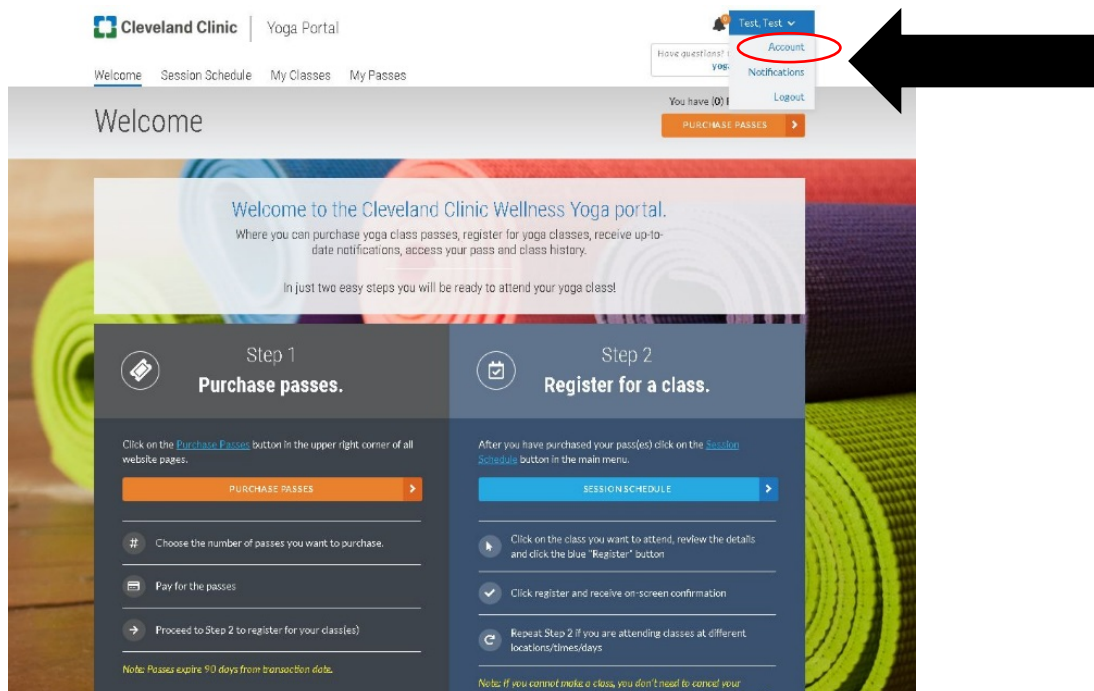 Cleveland Clinic Yoga Portal
Test, Test
Account
Notifications
Logout
Have questions?
yoga
Welcome Session Schedule My Classes My Passes
You have (0)
PURCHASE PASSES
Welcome
Welcome to the Cleveland Clinic Wellness Yoga portal.
Where you can purchase yoga class passes, register for yoga classes, receive up-to-
date notifications, access your pass and class history.
In just two easy steps you will be ready to attend your yoga class!
Step 1
Purchase passes.
Click on the Purchase Passes button in the upper right corner of all
website pages.
PURCHASE PASSES
# Choose the number of passes you want to purchase.
Pay for the passes
Proceed to Step 2 to register for your class(es)
Note: Passes expire 90 days from transaction date.
Step 2
Register for a class.
After you have purchased your pass(es) click on the Session
Schedule button in the main menu.
SESSION SCHEDULE
Click on the class you want to attend, review the details
and click the blue "Register" button
Click register and receive on-screen confirmation
Repeat Step 2 if you are attending classes at different
locations/times/days
Note: If you cannot make a class, you don't need to cancel your